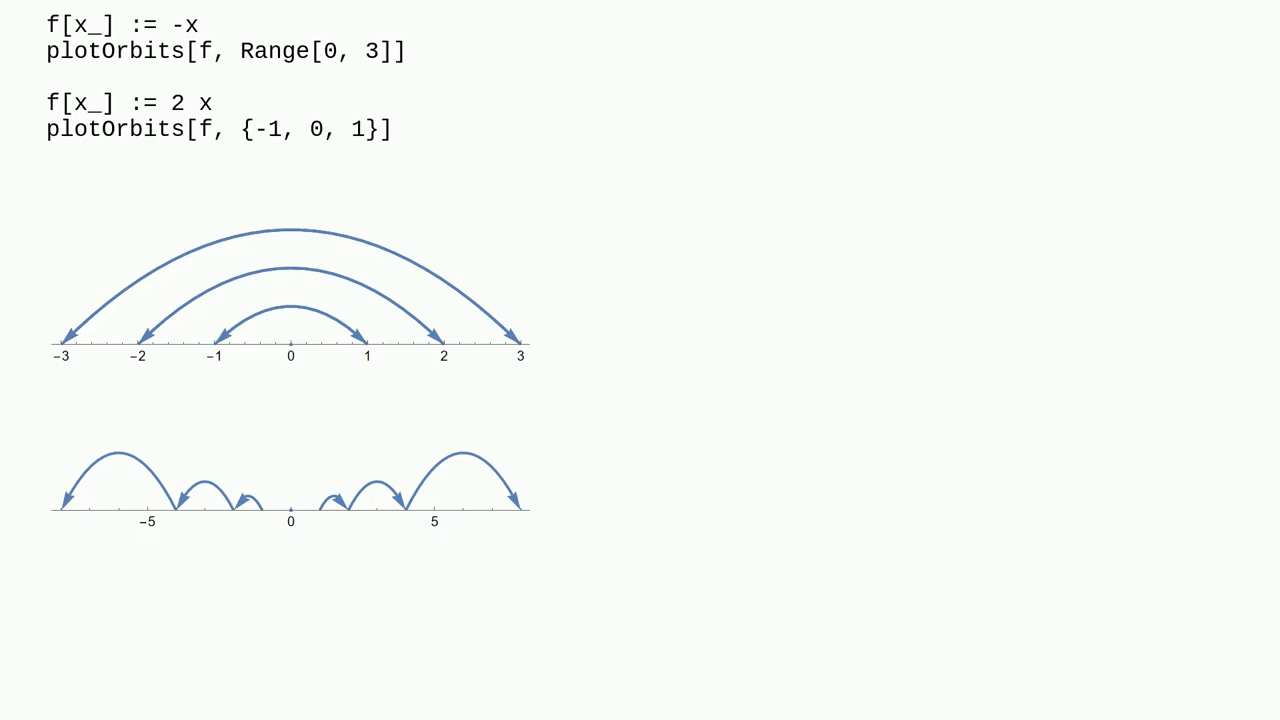 f[x_] := -x
plotOrbits[f, Range[0, 3]]
f[x_] := 2 x
plotOrbits[f, {-1, 0, 1}]
−3 −2 −1 0 1 2 3
−5 0 5